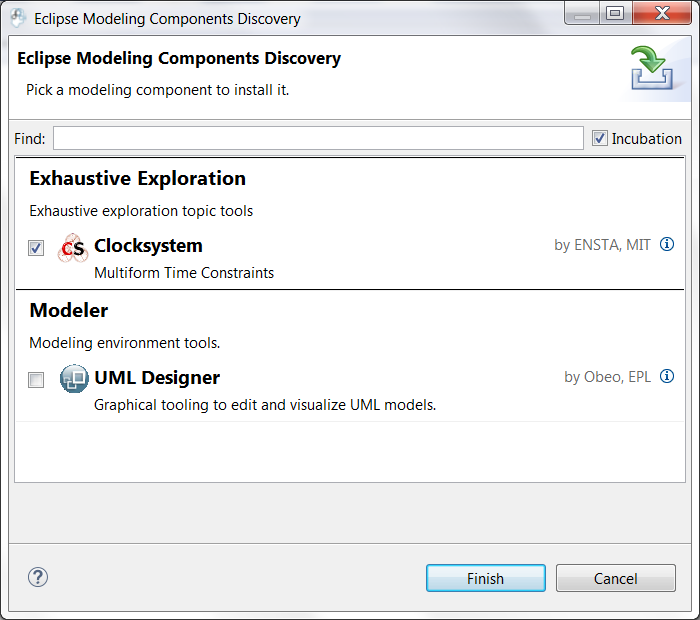 Eclipse Modeling Components Discovery
Eclipse Modeling Components Discovery
Pick a modeling component to install it.
Find:
Incubation
Exhaustive Exploration
Exhaustive exploration topic tools
CS Clocksystem by ENSTA, MIT
Multiform Time Constraints
Modeler
Modeling environment tools.
UML Designer by Obeo, EPL
Graphical tooling to edit and visualize UML models.
Finish Cancel